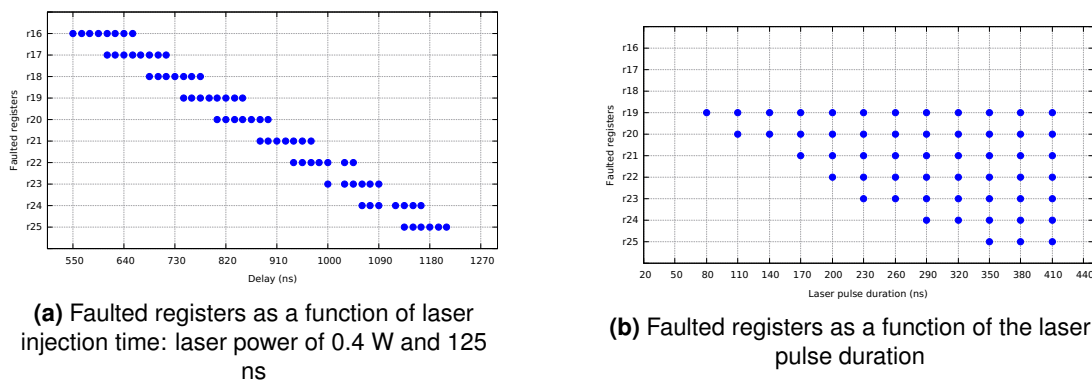 r16
r17
r18
r19
r20
r21
r22
r23
r24
r25
Faulted registers
550 640 730 820 910 1000 1090 1180 1270
Delay (ns)
(a) Faulted registers as a function of laser
injection time: laser power of 0.4 W and 125
ns
r16
r17
r18
r19
r20
r21
r22
r23
r24
r25
Faulted registers
20 50 80 110 140 170 200 230 260 290 320 350 380 410 440
Laser pulse duration (ns)
(b) Faulted registers as a function of the laser
pulse duration